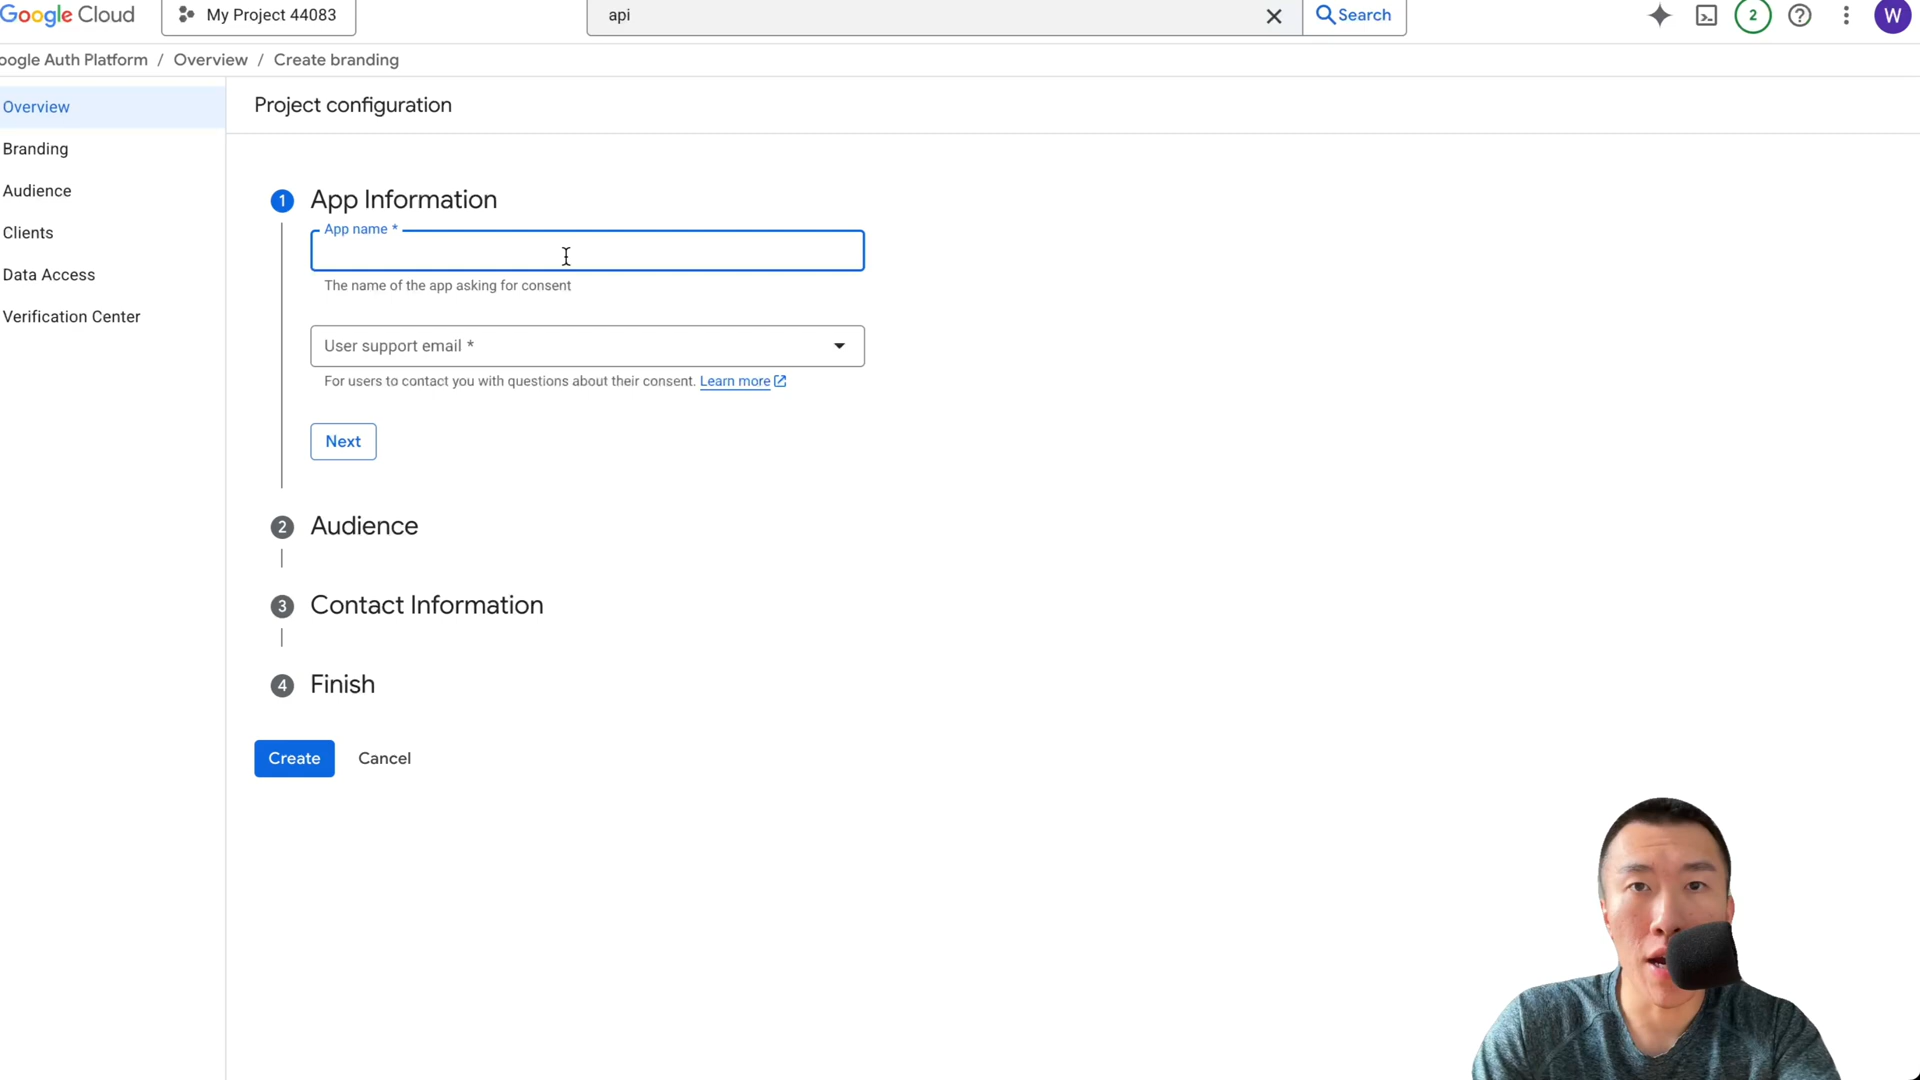 Google Cloud
My Project 44083
api
Search
2
W
oogle Auth Platform / Overview / Create branding
Overview
Branding
Audience
Clients
Data Access
Verification Center
Project configuration
1 App Information
App name *
The name of the app asking for consent
User support email *
For users to contact you with questions about their consent. Learn more
Next
2 Audience
3 Contact Information
4 Finish
Create
Cancel